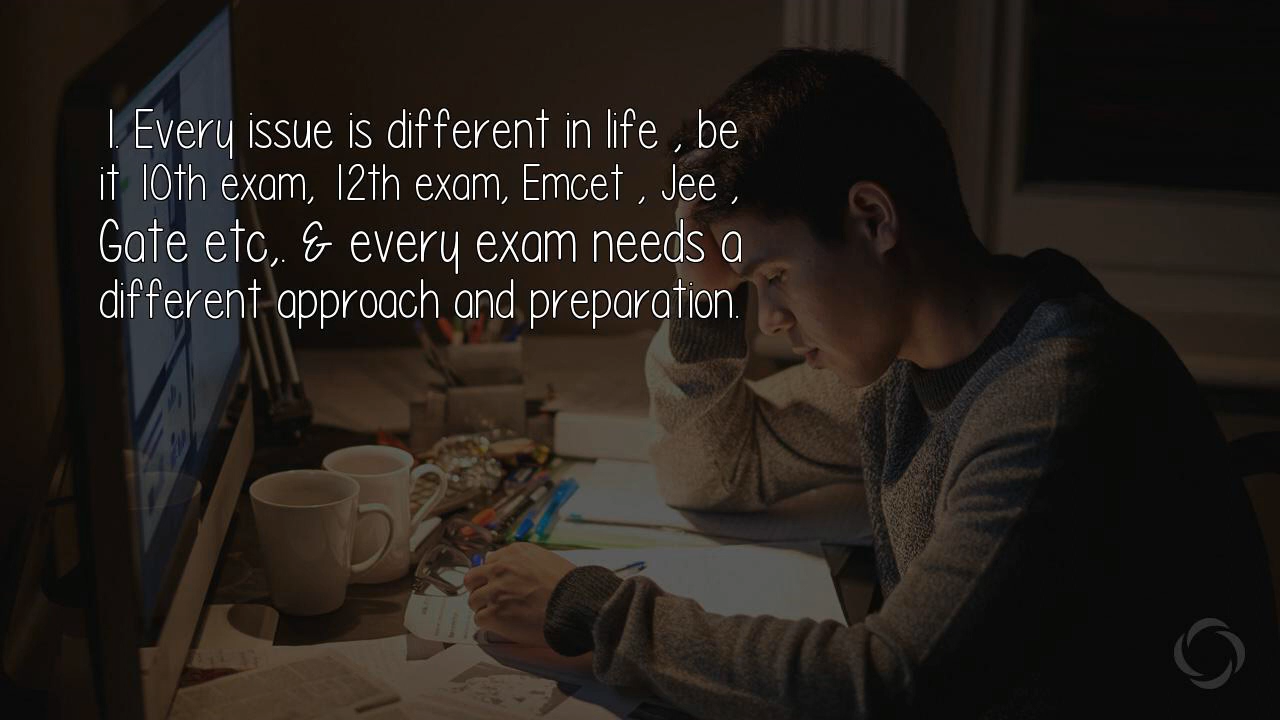 1. Every issue is different in life , be
it 10th exam, 12th exam, Emcet , Jee ,
Gate etc,. & every exam needs a
different approach and preparation.